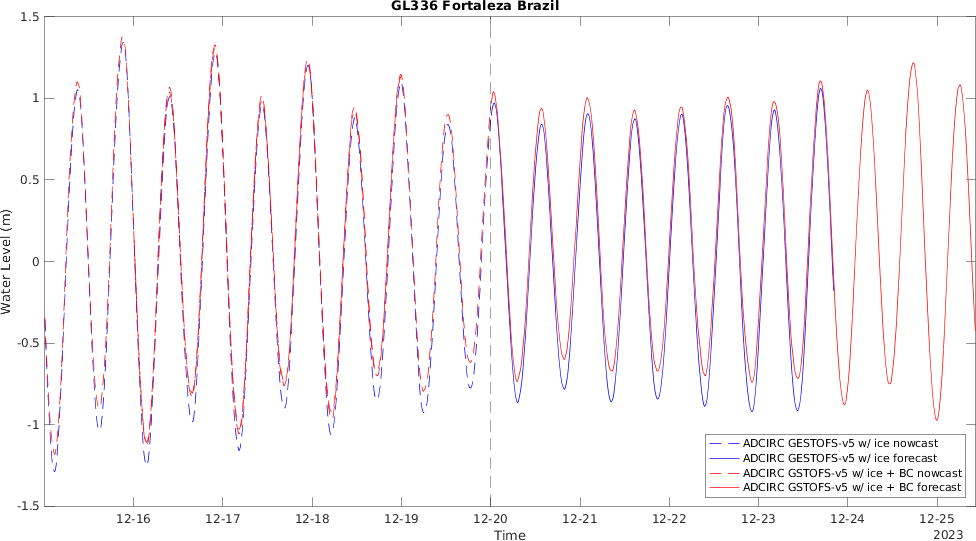 GL336 Fortaleza Brazil
1.5
1
0.5
0
-0.5
-1
-1.5
Water Level (m)
12-16 12-17 12-18 12-19 12-20 12-21 12-22 12-23 12-24 12-25
Time
2023
ADCIRC GESTOFS-v5 w/ ice nowcast
ADCIRC GESTOFS-v5 w/ ice forecast
ADCIRC GSTOFS-v5 w/ ice + BC nowcast
ADCIRC GSTOFS-v5 w/ ice + BC forecast